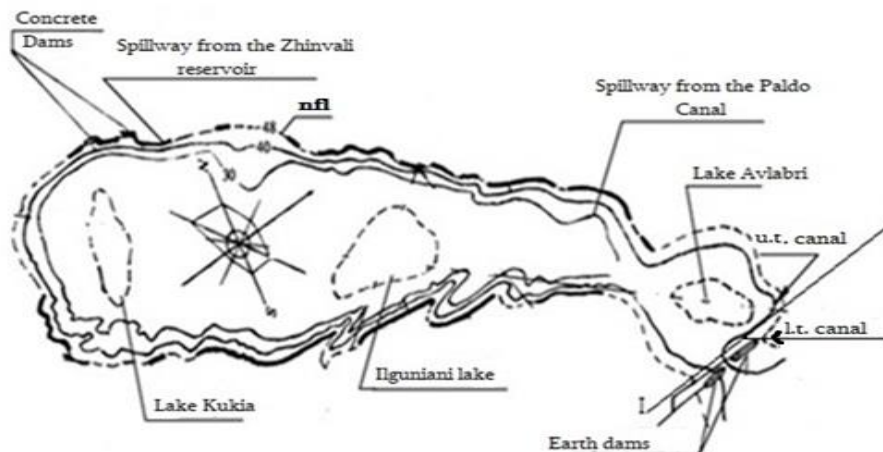 Concrete
Dams
Spillway from the Zhinvali
reservoir
nfl
Spillway from the Paldo
Canal
Lake Avlabri
48
40
30
N
S
u.t. canal
l.t. canal
Ilguniani lake
Lake Kukia
I
Earth dams